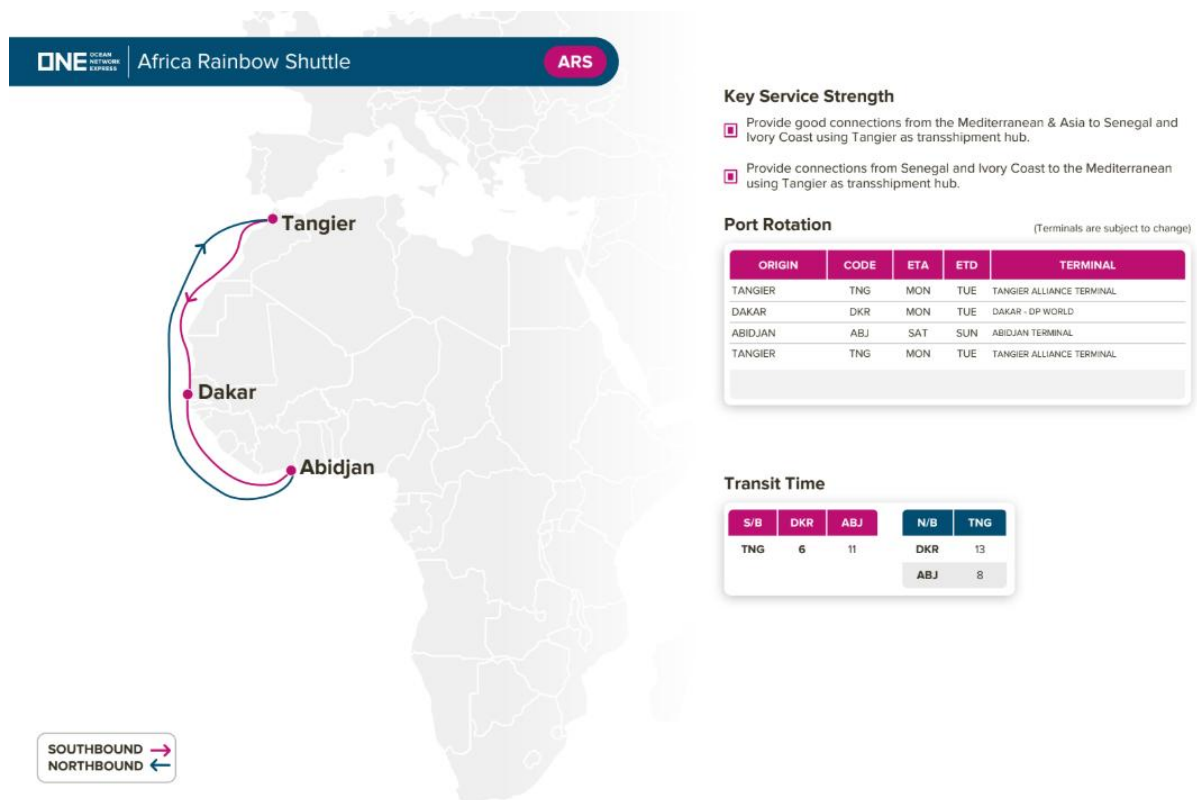 ONE OCEAN NETWORK EXPRESS
Africa Rainbow Shuttle
ARS
Tangier
Dakar
Abidjan
SOUTHBOUND
NORTHBOUND
Key Service Strength
Provide good connections from the Mediterranean & Asia to Senegal and
Ivory Coast using Tangier as transshipment hub.
Provide connections from Senegal and Ivory Coast to the Mediterranean
using Tangier as transshipment hub.
Port Rotation
(Terminals are subject to change)
ORIGIN CODE ETA ETD TERMINAL
TANGIER TNG MON TUE TANGIER ALLIANCE TERMINAL
DAKAR DKR MON TUE DAKAR - DP WORLD
ABIDJAN ABJ SAT SUN ABIDJAN TERMINAL
TANGIER TNG MON TUE TANGIER ALLIANCE TERMINAL
Transit Time
S/B DKR ABJ
TNG 6 11
N/B TNG
DKR 13
ABJ 8